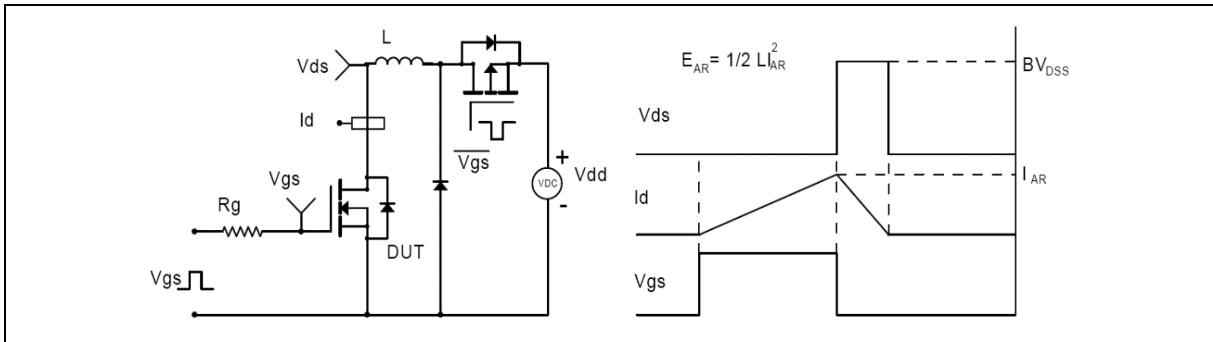 L
Vds
Id
Vgs
Vgs
+
VDC
Vdd
-
Vgs
Rg
DUT
Vgs
E_AR = 1/2 LI_AR^2
BV_DSS
Vds
I_AR
Id
Vgs